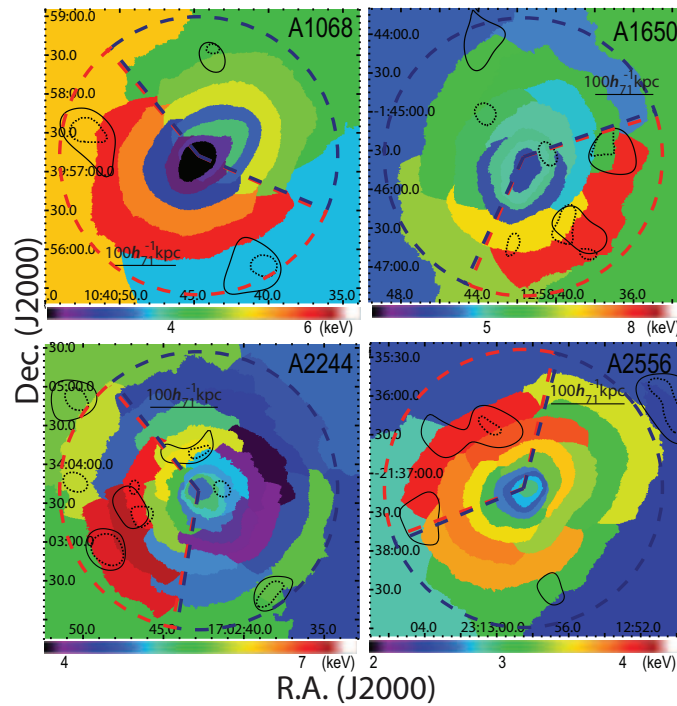 A1068
59:00.0
30.0
58:00.0
30.0
39:57:00.0
30.0
56:00.0
100h₇₁⁻¹kpc
.0 10:40:50.0 45.0 40.0 35.0
4 6 (keV)
A1650
44:00.0
30.0
-1:45:00.0
30.0
46:00.0
30.0
47:00.0
100h₇₁⁻¹kpc
48.0 44.0 12:58:40.0 36.0
5 8 (keV)
A2244
30.0
05:00.0
30.0
34:04:00.0
30.0
03:00.0
30.0
100h₇₁⁻¹kpc
50.0 45.0 17:02:40.0 35.0
4 7 (keV)
A2556
35:30.0
36:00.0
30.0
-21:37:00.0
30.0
38:00.0
30.0
100h₇₁⁻¹kpc
04.0 23:13:00.0 56.0 12:52.0
2 3 4 (keV)
Dec. (J2000)
R.A. (J2000)